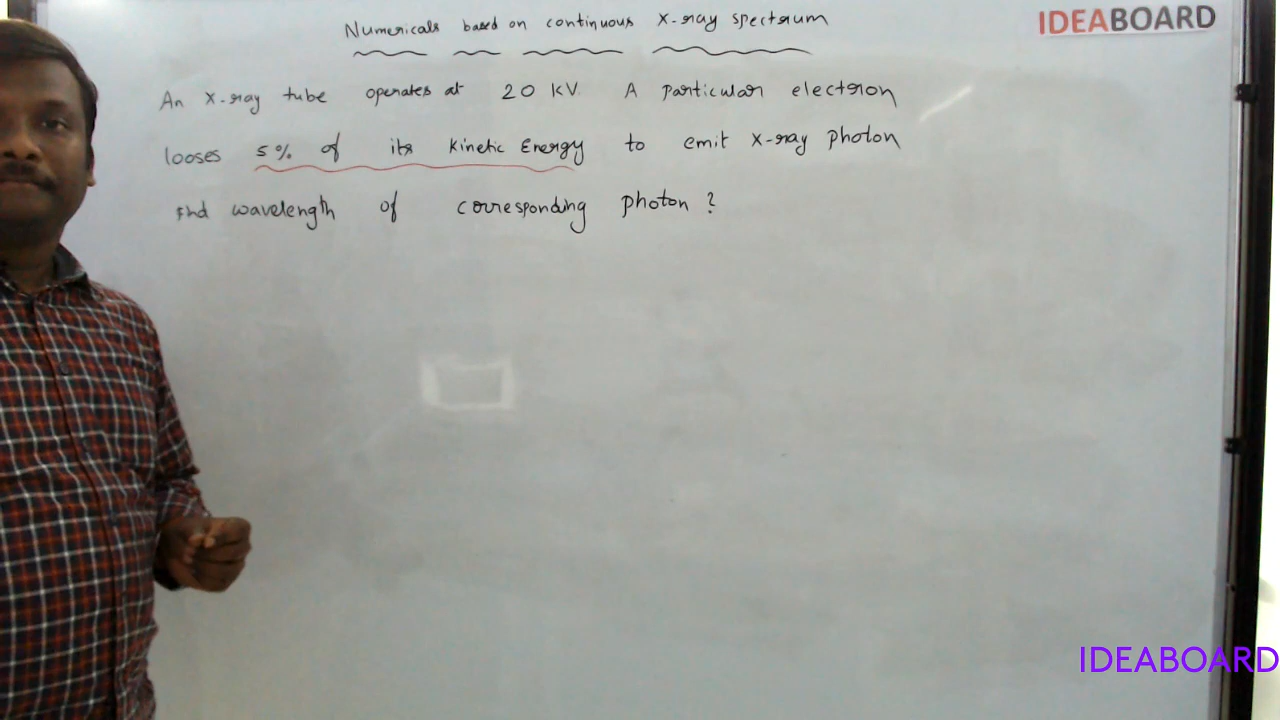 Numericals based on continuous X-ray spectrum
IDEABOARD
An X-ray tube operates at 20 KV. A particular electron
looses 5% of its Kinetic Energy to emit X-ray photon
find wavelength of corresponding photon ?
IDEABOARD